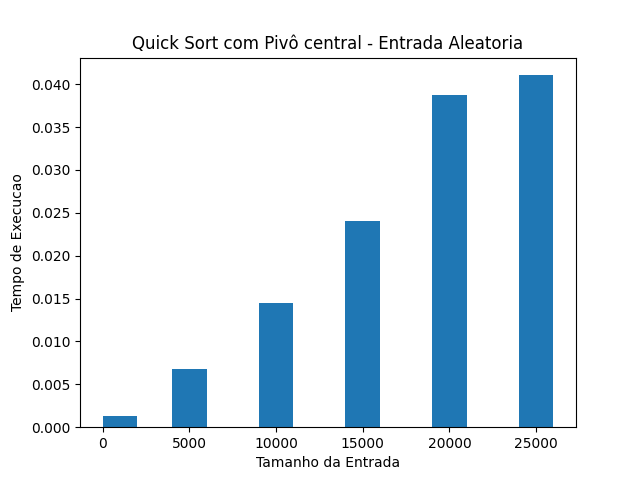 Quick Sort com Pivô central - Entrada Aleatoria
0.040
0.035
0.030
0.025
0.020
0.015
0.010
0.005
0.000
Tempo de Execucao
0 5000 10000 15000 20000 25000
Tamanho da Entrada